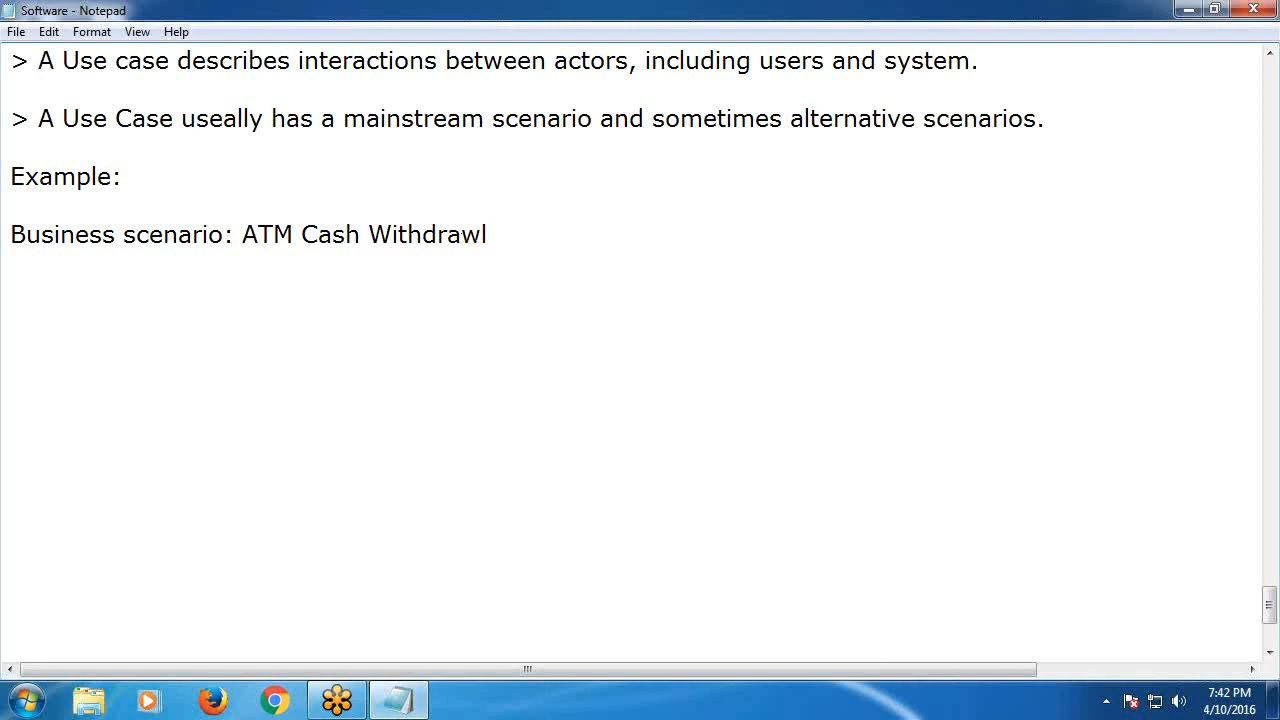 Software - Notepad
File Edit Format View Help
> A Use case describes interactions between actors, including users and system.
> A Use Case useally has a mainstream scenario and sometimes alternative scenarios.
Example:
Business scenario: ATM Cash Withdrawl
7:42 PM
4/10/2016